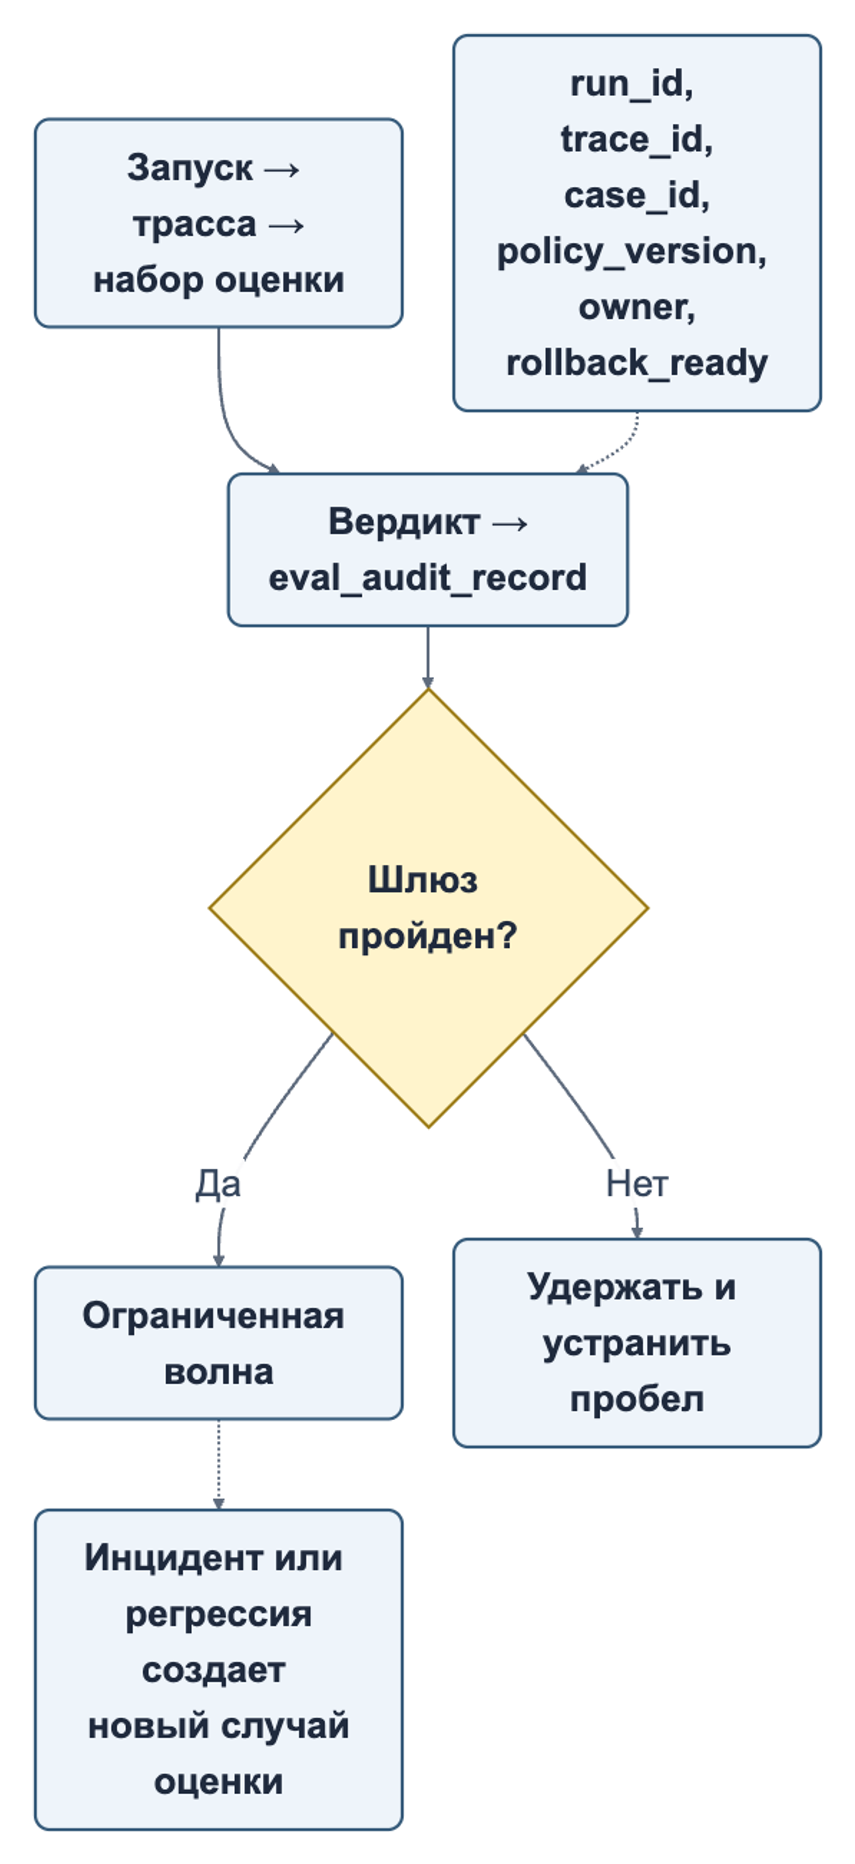 Запуск →
трасса →
набор оценки
run_id,
trace_id,
case_id,
policy_version,
owner,
rollback_ready
Вердикт →
eval_audit_record
Шлюз
пройден?
Да
Нет
Ограниченная
волна
Удержать и
устранить
пробел
Инцидент или
регрессия
создает
новый случай
оценки